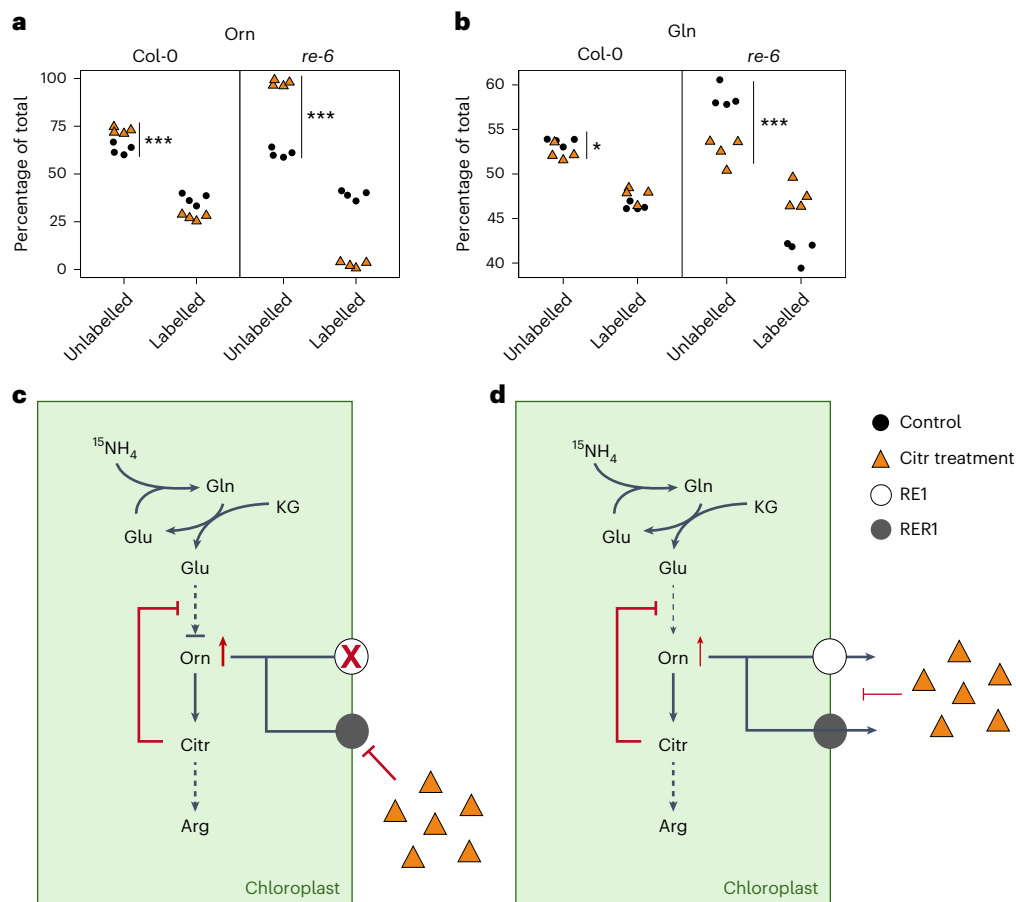 a
Orn
Col-0
re-6
Percentage of total
100
75
50
25
0
***
***
Unlabelled
Labelled
Unlabelled
Labelled
b
Gln
Col-0
re-6
Percentage of total
60
55
50
45
40
*
***
Unlabelled
Labelled
Unlabelled
Labelled
c
15NH4
Gln
KG
Glu
Glu
Orn
X
Citr
Arg
Chloroplast
d
15NH4
Gln
KG
Glu
Glu
Orn
Citr
Arg
Chloroplast
Control
Citr treatment
RE1
RER1